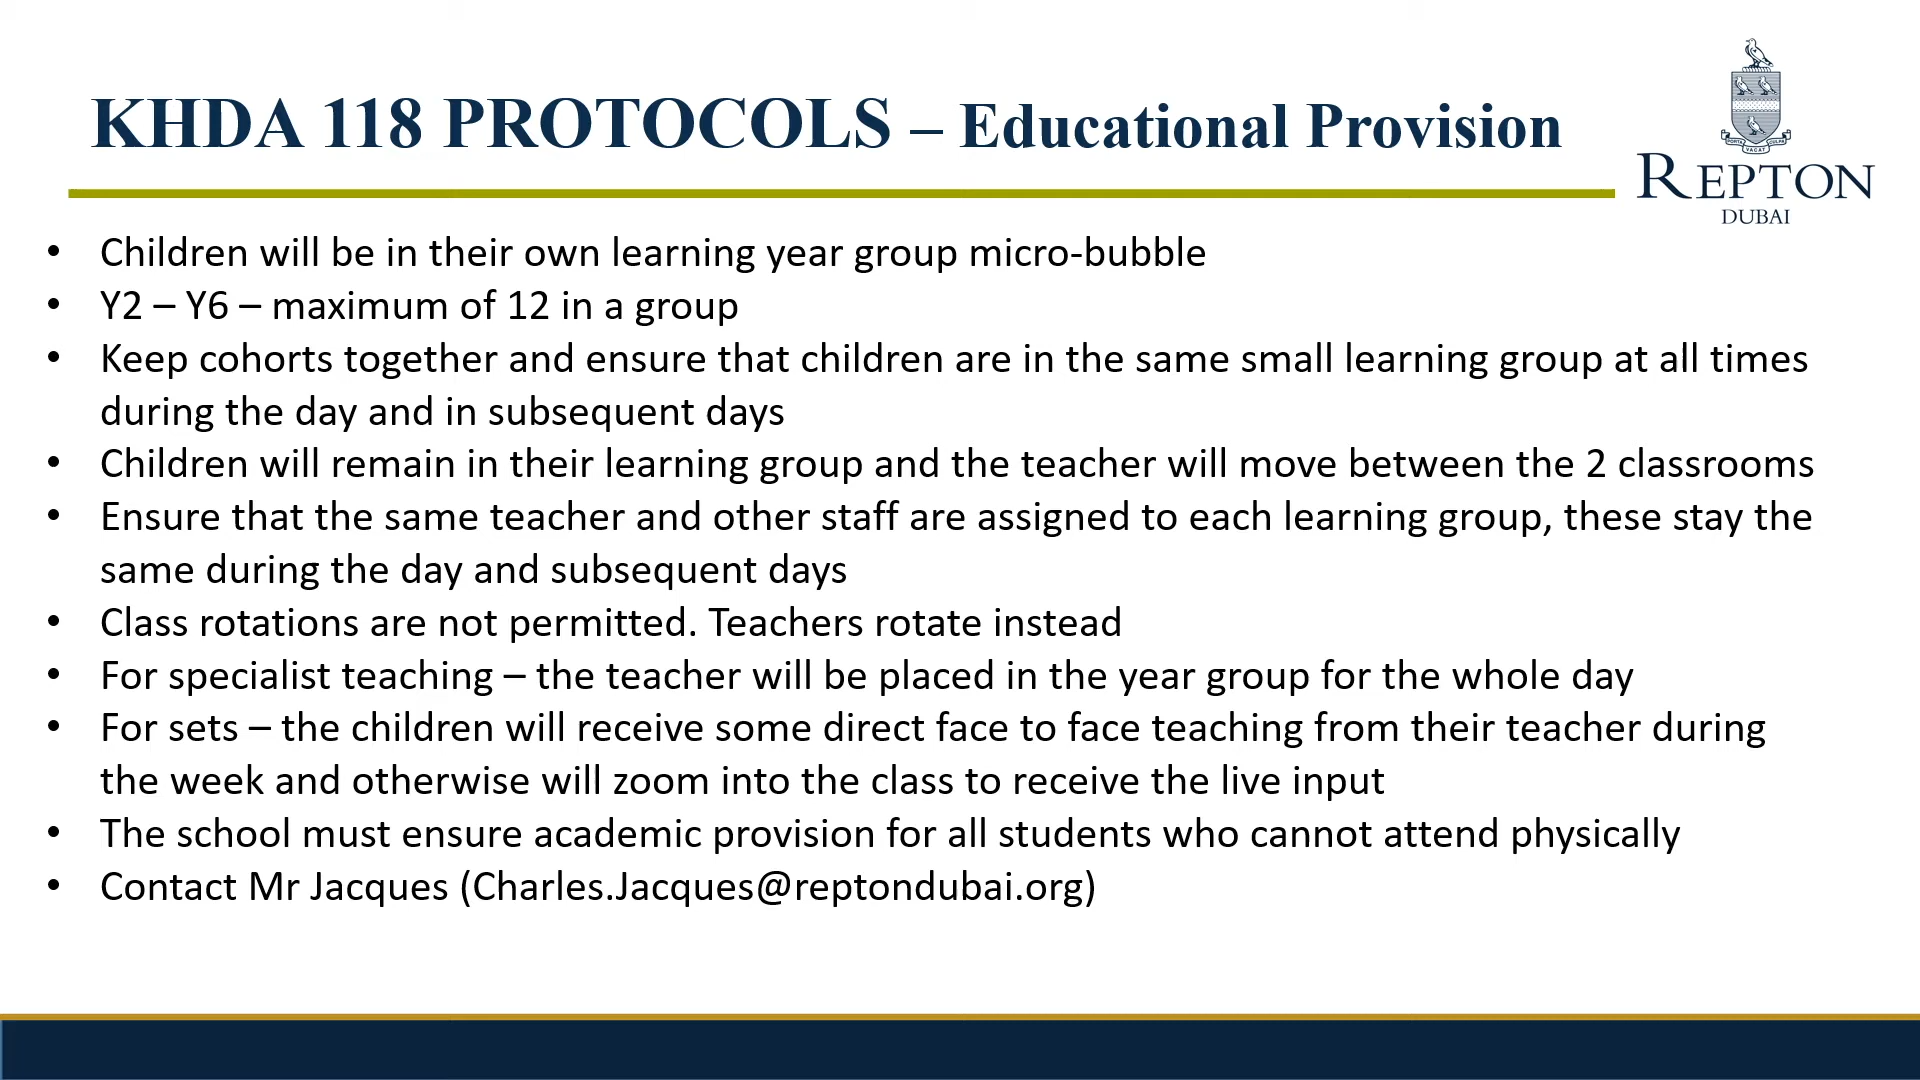 KHDA 118 PROTOCOLS – Educational Provision
PORTA VACAT CULPA
REPTON
DUBAI
• Children will be in their own learning year group micro-bubble
• Y2 – Y6 – maximum of 12 in a group
• Keep cohorts together and ensure that children are in the same small learning group at all times
during the day and in subsequent days
• Children will remain in their learning group and the teacher will move between the 2 classrooms
• Ensure that the same teacher and other staff are assigned to each learning group, these stay the
same during the day and subsequent days
• Class rotations are not permitted. Teachers rotate instead
• For specialist teaching – the teacher will be placed in the year group for the whole day
• For sets – the children will receive some direct face to face teaching from their teacher during
the week and otherwise will zoom into the class to receive the live input
• The school must ensure academic provision for all students who cannot attend physically
• Contact Mr Jacques (Charles.Jacques@reptondubai.org)